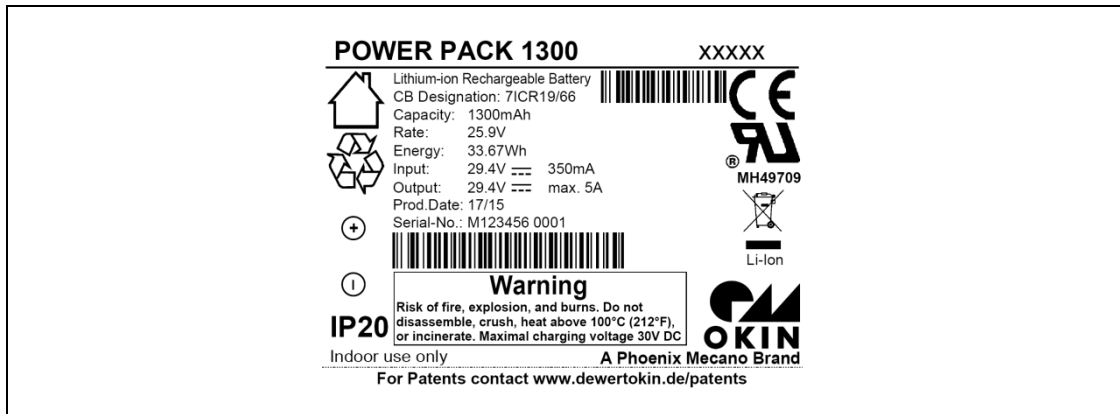 POWER PACK 1300 XXXXX
Lithium-ion Rechargeable Battery
CB Designation: 7ICR19/66
Capacity: 1300mAh
Rate: 25.9V
Energy: 33.67Wh
Input: 29.4V 350mA
Output: 29.4V max. 5A
Prod.Date: 17/15
Serial-No.: M123456 0001
CE
RU
®
MH49709
Li-Ion
Warning
Risk of fire, explosion, and burns. Do not
disassemble, crush, heat above 100°C (212°F),
or incinerate. Maximal charging voltage 30V DC
IP20
OKIN
Indoor use only
A Phoenix Mecano Brand
For Patents contact www.dewertokin.de/patents